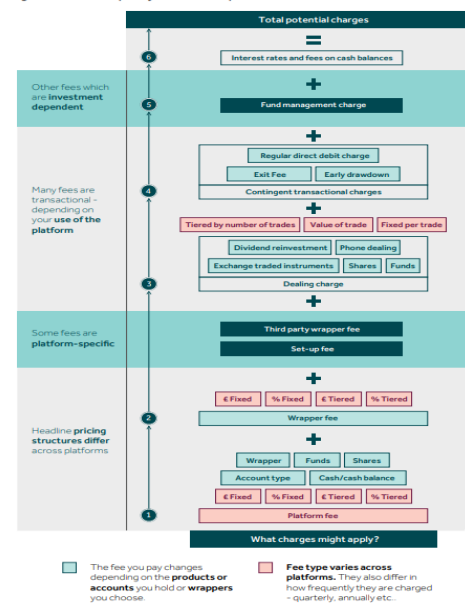 Total potential charges
=
6
Interest rates and fees on cash balances
+
Other fees which
are investment
dependent
5
Fund management charge
+
Regular direct debit charge
Exit Fee
Early drawdown
Many fees are
transactional –
depending on
your use of the
platform
4
Contingent transactional charges
+
Tiered by number of trades
Value of trade
Fixed per trade
Dividend reinvestment
Phone dealing
Exchange traded instruments
Shares
Funds
3
Dealing charge
+
Some fees are
platform-specific
Third party wrapper fee
Set-up fee
+
£ Fixed
% Fixed
£ Tiered
% Tiered
2
Wrapper fee
Headline pricing
structures differ
across platforms
+
Wrapper
Funds
Shares
Account type
Cash/cash balance
£ Fixed
% Fixed
£ Tiered
% Tiered
1
Platform fee
What charges might apply?
The fee you pay changes
depending on the products or
accounts you hold or wrappers
you choose.
Fee type varies across
platforms. They also differ in
how frequently they are charged
– quarterly, annually etc..